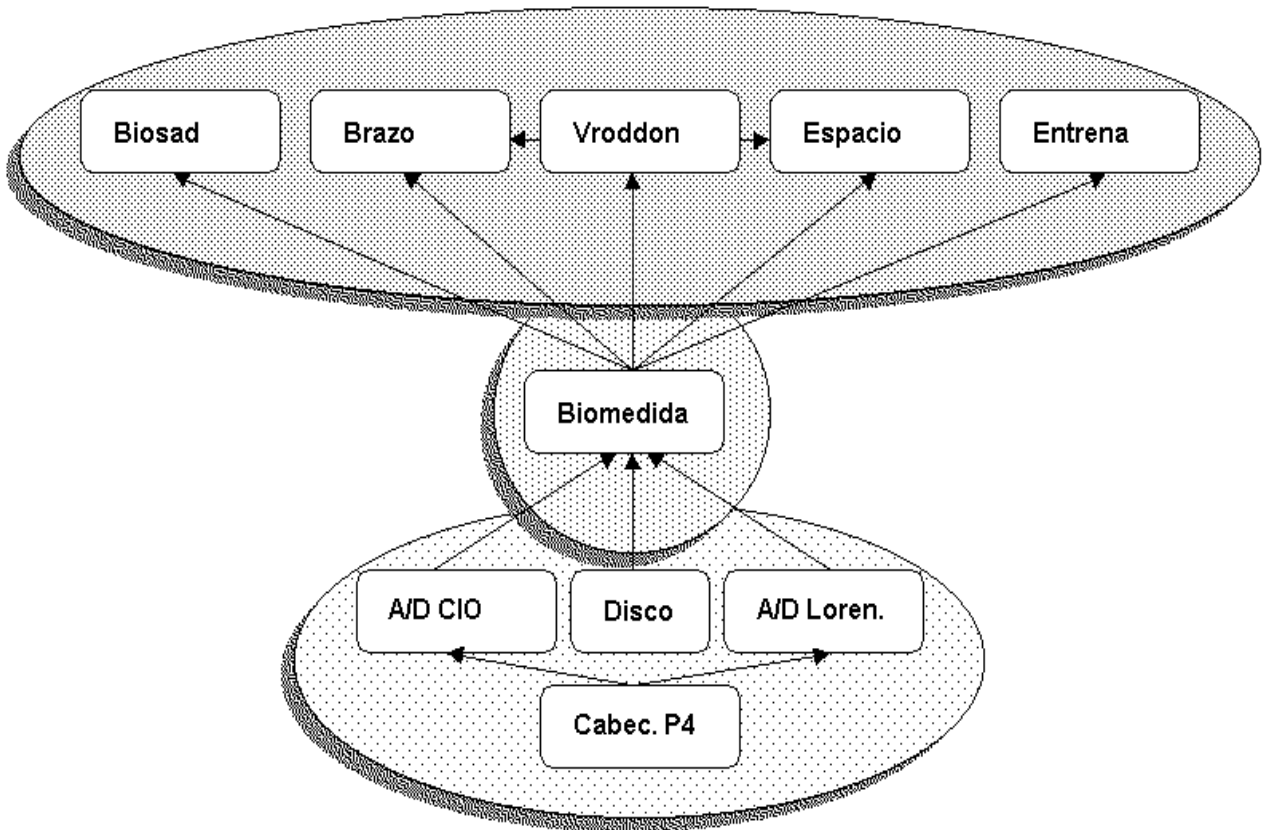 Biosad
Brazo
Vroddon
Espacio
Entrena
Biomedida
A/D CIO
Disco
A/D Loren.
Cabec. P4